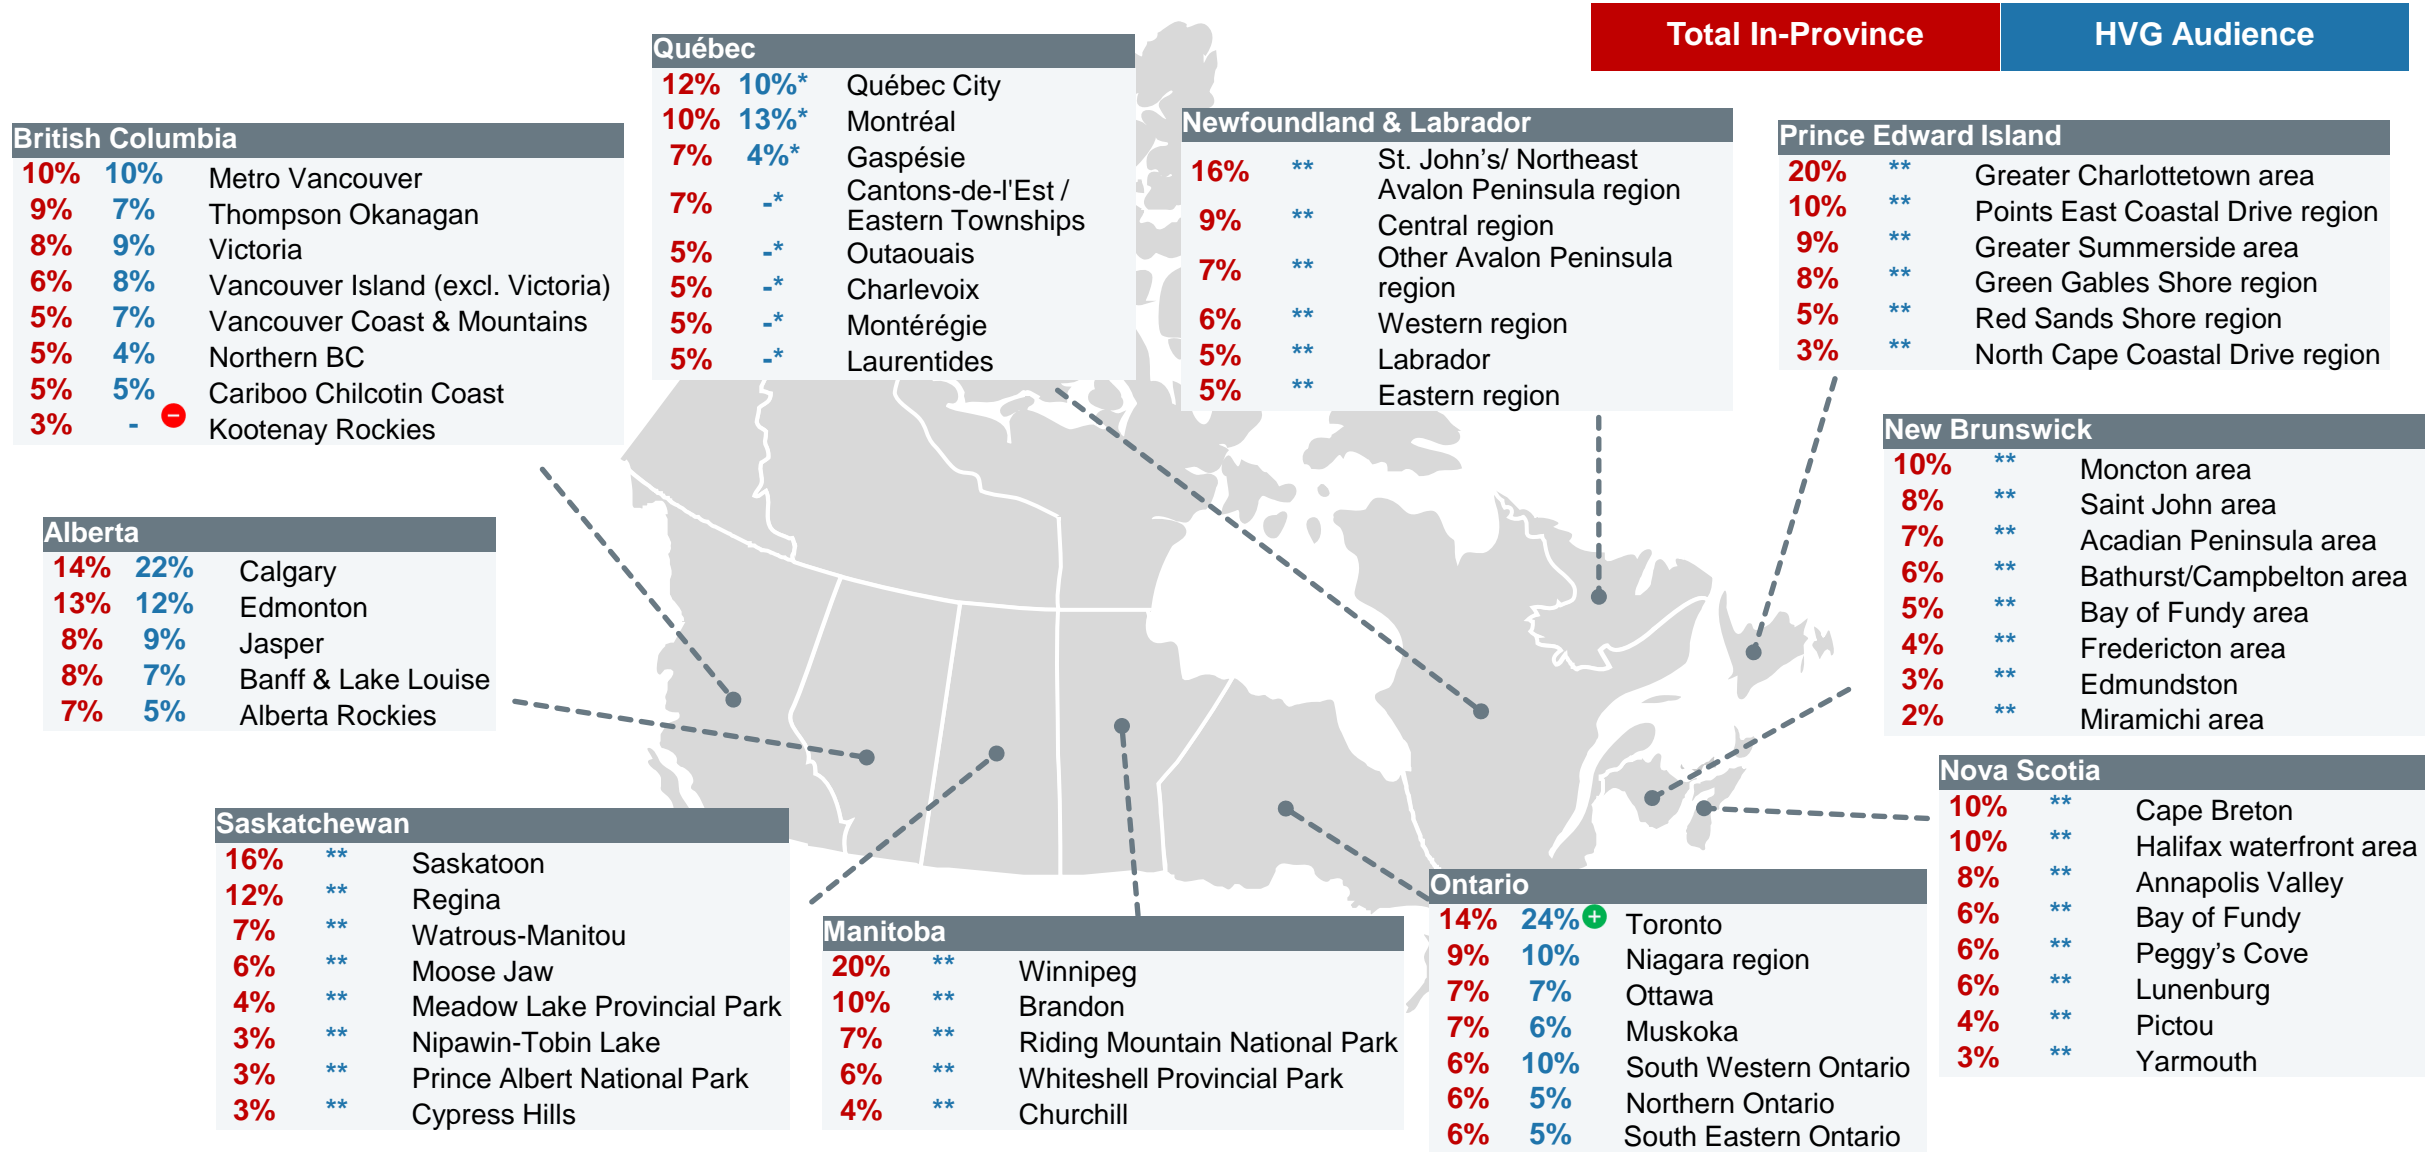 Total In-Province HVG Audience
Québec
12% 10%* Québec City
10% 13%* Montréal
7% 4%* Gaspésie
7% -* Cantons-de-l'Est /
Eastern Townships
5% -* Outaouais
5% -* Charlevoix
5% -* Montérégie
5% -* Laurentides
Newfoundland & Labrador
16% ** St. John's/ Northeast
Avalon Peninsula region
9% ** Central region
7% ** Other Avalon Peninsula
region
6% ** Western region
5% ** Labrador
5% ** Eastern region
Prince Edward Island
20% ** Greater Charlottetown area
10% ** Points East Coastal Drive region
9% ** Greater Summerside area
8% ** Green Gables Shore region
5% ** Red Sands Shore region
3% ** North Cape Coastal Drive region
British Columbia
10% 10% Metro Vancouver
9% 7% Thompson Okanagan
8% 9% Victoria
6% 8% Vancouver Island (excl. Victoria)
5% 7% Vancouver Coast & Mountains
5% 4% Northern BC
5% 5% Cariboo Chilcotin Coast
3% - Kootenay Rockies
New Brunswick
10% ** Moncton area
8% ** Saint John area
7% ** Acadian Peninsula area
6% ** Bathurst/Campbelton area
5% ** Bay of Fundy area
4% ** Fredericton area
3% ** Edmundston
2% ** Miramichi area
Alberta
14% 22% Calgary
13% 12% Edmonton
8% 9% Jasper
8% 7% Banff & Lake Louise
7% 5% Alberta Rockies
Nova Scotia
10% ** Cape Breton
10% ** Halifax waterfront area
8% ** Annapolis Valley
6% ** Bay of Fundy
6% ** Peggy's Cove
6% ** Lunenburg
4% ** Pictou
3% ** Yarmouth
Saskatchewan
16% ** Saskatoon
12% ** Regina
7% ** Watrous-Manitou
6% ** Moose Jaw
4% ** Meadow Lake Provincial Park
3% ** Nipawin-Tobin Lake
3% ** Prince Albert National Park
3% ** Cypress Hills
Manitoba
20% ** Winnipeg
10% ** Brandon
7% ** Riding Mountain National Park
6% ** Whiteshell Provincial Park
4% ** Churchill
Ontario
14% 24% + Toronto
9% 10% Niagara region
7% 7% Ottawa
7% 6% Muskoka
6% 10% South Western Ontario
6% 5% Northern Ontario
6% 5% South Eastern Ontario